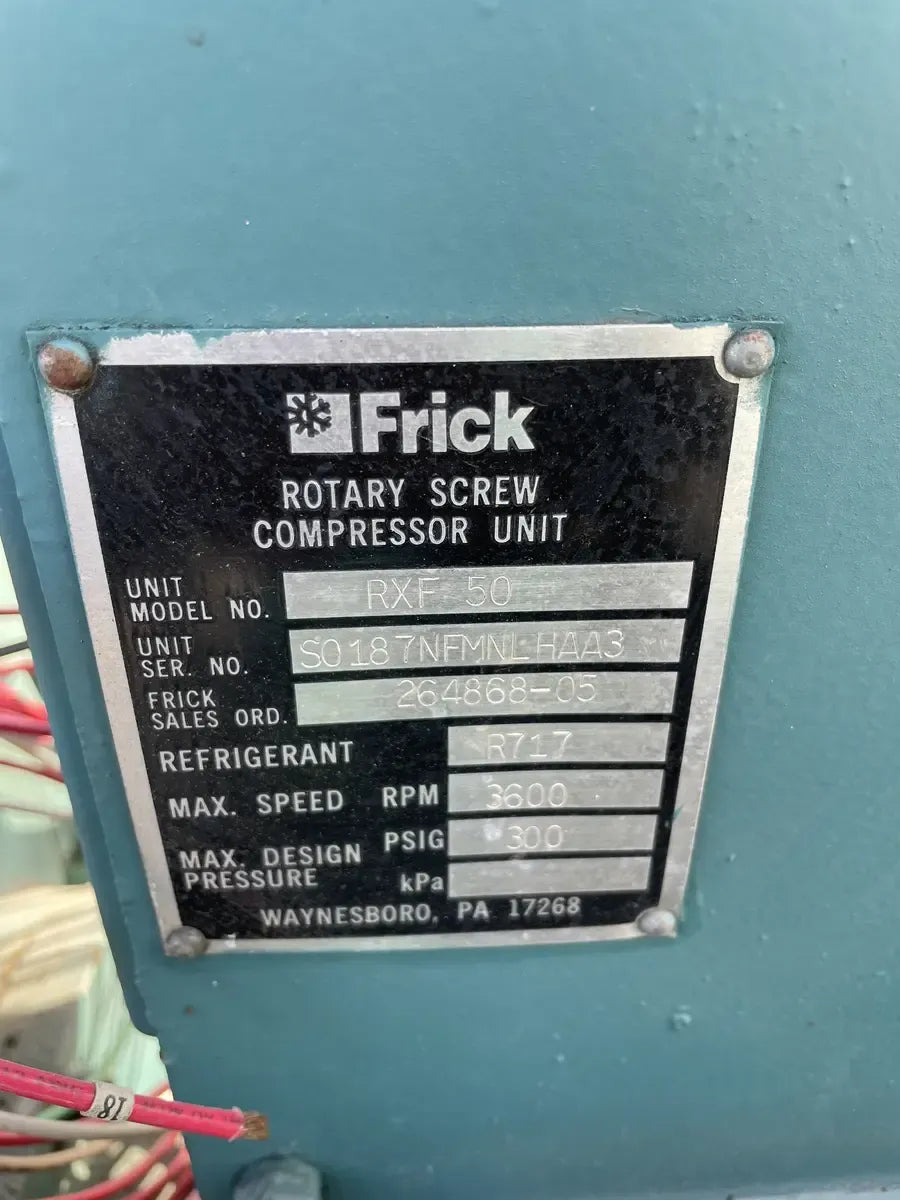 Frick
ROTARY SCREW
COMPRESSOR UNIT
UNIT
MODEL NO. RXF 50
UNIT
SER. NO. S0187NFMNLHAA3
FRICK
SALES ORD. 264868-05
REFRIGERANT R717
MAX. SPEED RPM 3600
MAX. DESIGN PRESSURE PSIG 300
kPa
WAYNESBORO, PA 17268
18